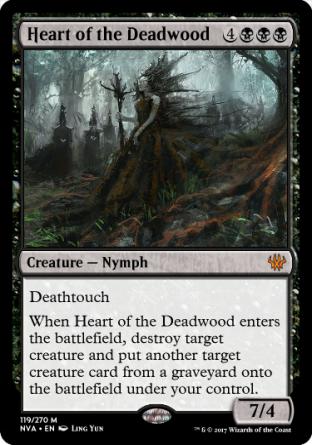 Heart of the Deadwood 4
Creature — Nymph
Deathtouch
When Heart of the Deadwood enters
the battlefield, destroy target
creature and put another target
creature card from a graveyard onto
the battlefield under your control.
7/4
119/270 M
NVA • EN Ling Yun
™ & © 2017 Wizards of the Coast